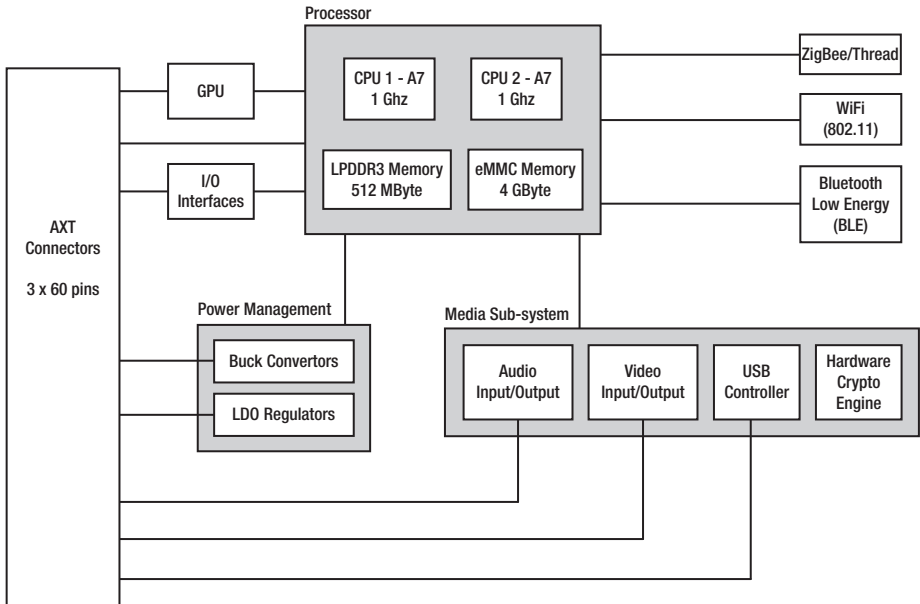 Processor
CPU 1 - A7
1 Ghz
CPU 2 - A7
1 Ghz
LPDDR3 Memory
512 MByte
eMMC Memory
4 GByte
GPU
I/O
Interfaces
AXT
Connectors
3 x 60 pins
ZigBee/Thread
WiFi
(802.11)
Bluetooth
Low Energy
(BLE)
Power Management
Buck Convertors
LDO Regulators
Media Sub-system
Audio
Input/Output
Video
Input/Output
USB
Controller
Hardware
Crypto
Engine